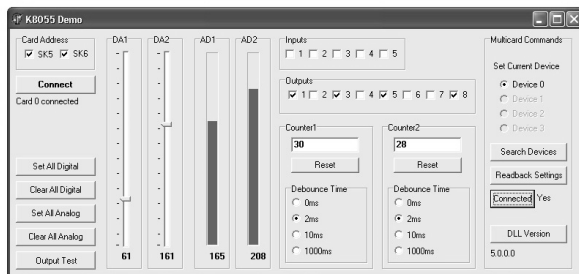 K8055 Demo
Card Address
SK5 SK6
Connect
Card 0 connected
Set All Digital
Clear All Digital
Set All Analog
Clear All Analog
Output Test
DA1 DA2 AD1 AD2
61 161 165 208
Inputs
1 2 3 4 5
Outputs
1 2 3 4 5 6 7 8
Counter1
30
Reset
Debounce Time
0ms
2ms
10ms
1000ms
Counter2
28
Reset
Debounce Time
0ms
2ms
10ms
1000ms
Multicard Commands
Set Current Device
Device 0
Device 1
Device 2
Device 3
Search Devices
Readback Settings
Connected Yes
DLL Version
5.0.0.0